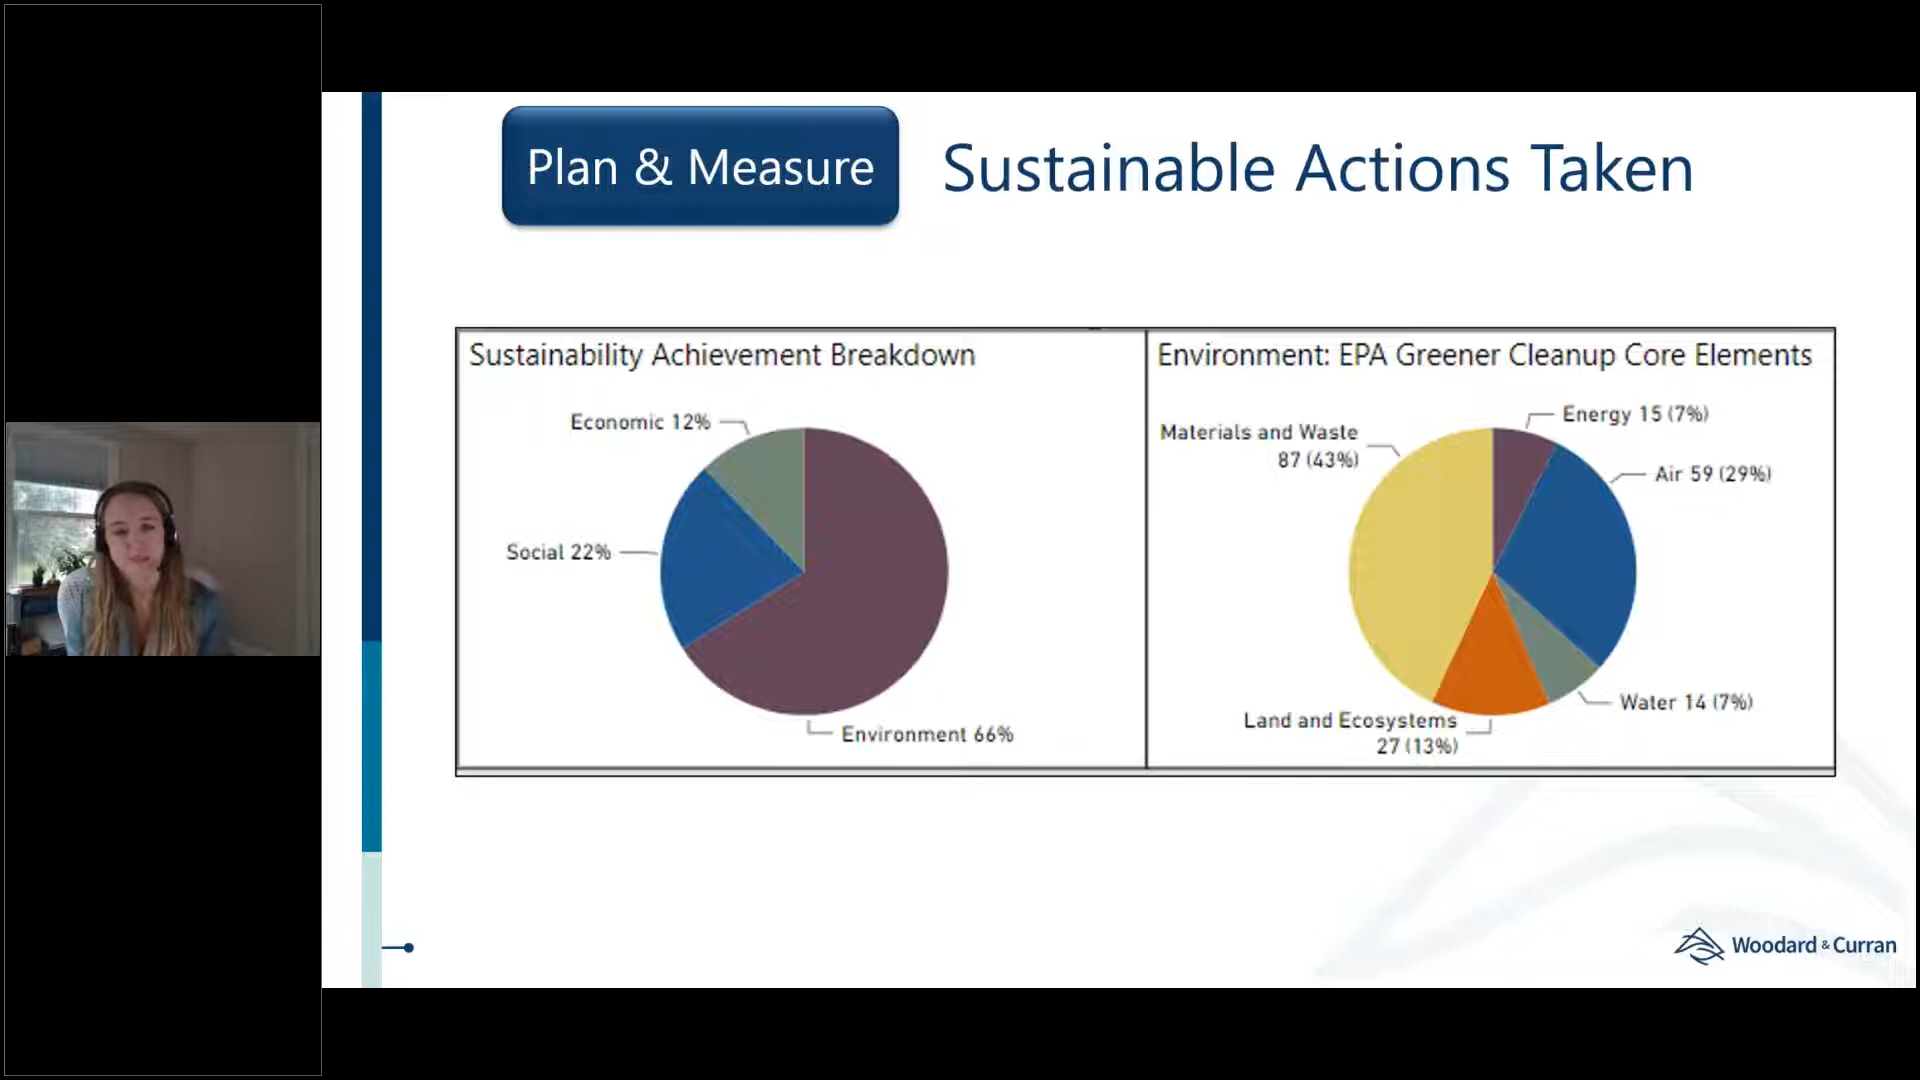 Plan & Measure
Sustainable Actions Taken
Sustainability Achievement Breakdown
Economic 12%
Social 22%
Environment 66%
Environment: EPA Greener Cleanup Core Elements
Energy 15 (7%)
Materials and Waste
87 (43%)
Air 59 (29%)
Water 14 (7%)
Land and Ecosystems
27 (13%)
Woodard & Curran